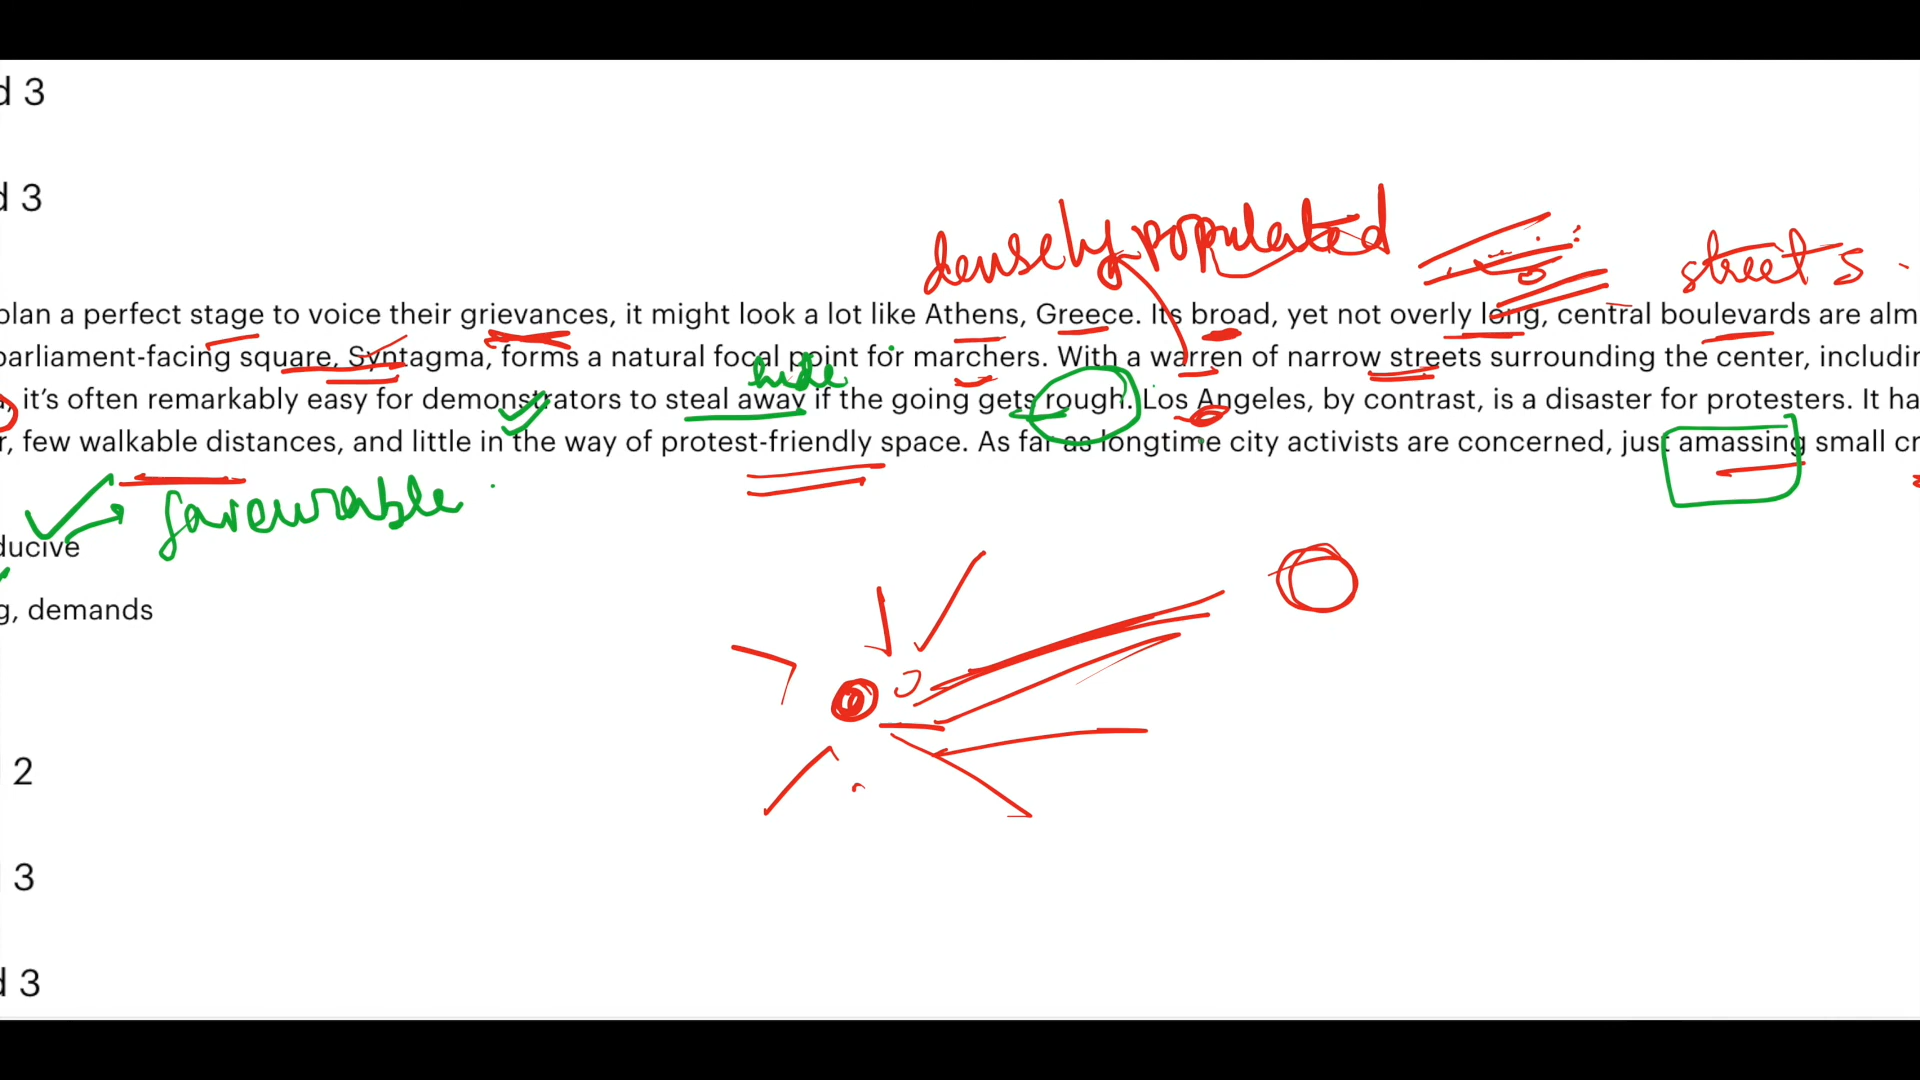 d 3
d 3
densely populated
streets
plan a perfect stage to voice their grievances, it might look a lot like Athens, Greece. Its broad, yet not overly long, central boulevards are alm
parliament-facing square, Syntagma, forms a natural focal point for marchers. With a warren of narrow streets surrounding the center, includin
hide
it’s often remarkably easy for demonstrators to steal away if the going gets rough. Los Angeles, by contrast, is a disaster for protesters. It ha
r, few walkable distances, and little in the way of protest-friendly space. As far as longtime city activists are concerned, just amassing small cr
favourable
ducive
g, demands
2
3
d 3